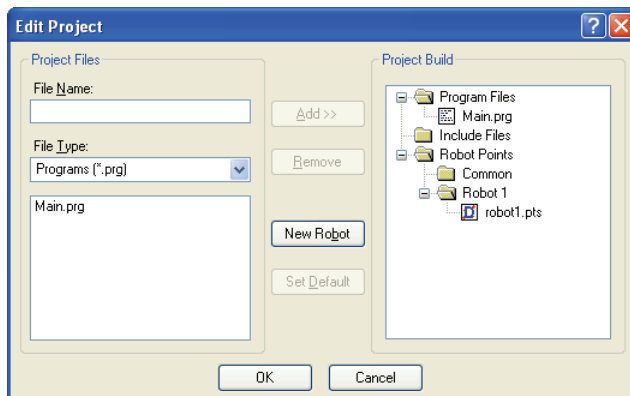 Edit Project
Project Files
File Name:
File Type:
Programs (*.prg)
Main.prg
Add >>
Remove
New Robot
Set Default
Project Build
Program Files
Main.prg
Include Files
Robot Points
Common
Robot 1
robot1.pts
OK
Cancel